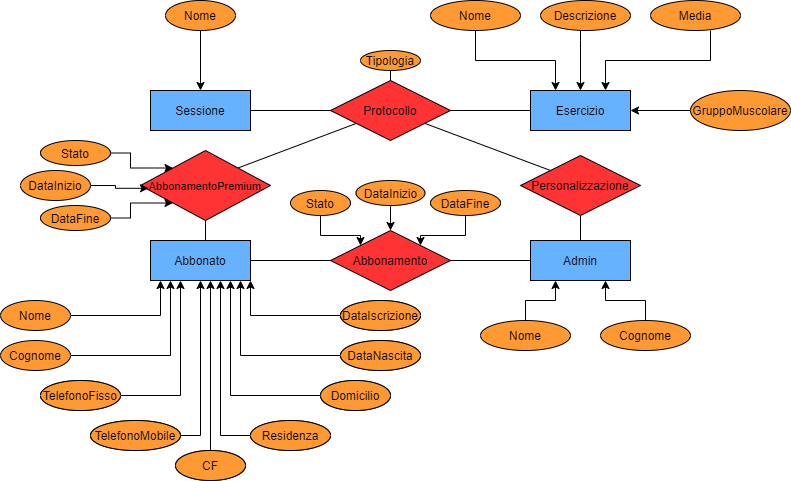 Nome
Nome
Descrizione
Media
Tipologia
Sessione
Protocollo
Esercizio
GruppoMuscolare
Stato
DataInizio
AbbonamentoPremium
DataFine
Personalizzazione
Stato
DataInizio
DataFine
Abbonato
Abbonamento
Admin
Nome
DataIscrizione
Nome
Cognome
Cognome
DataNascita
TelefonoFisso
Domicilio
TelefonoMobile
Residenza
CF